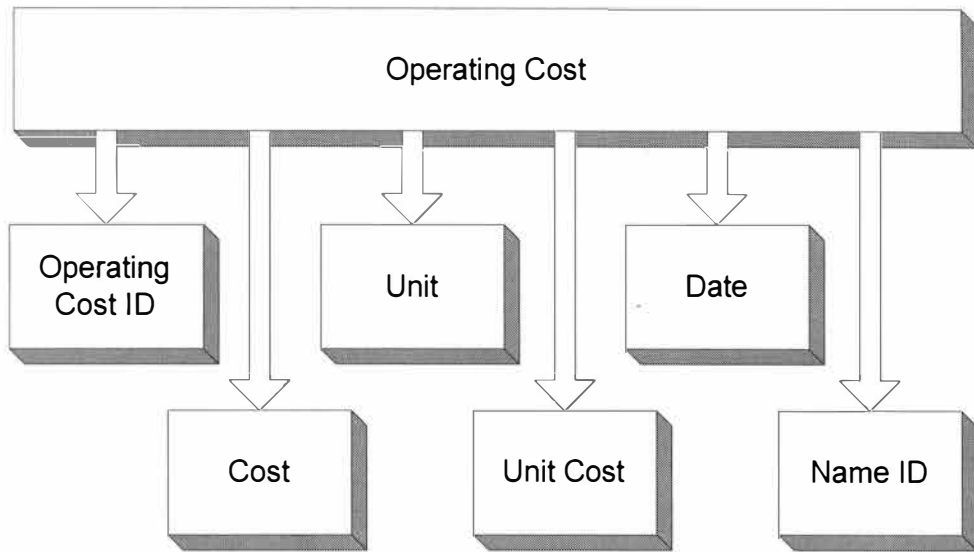 Operating Cost
Operating
Cost ID
Unit
Date
Cost
Unit Cost
Name ID